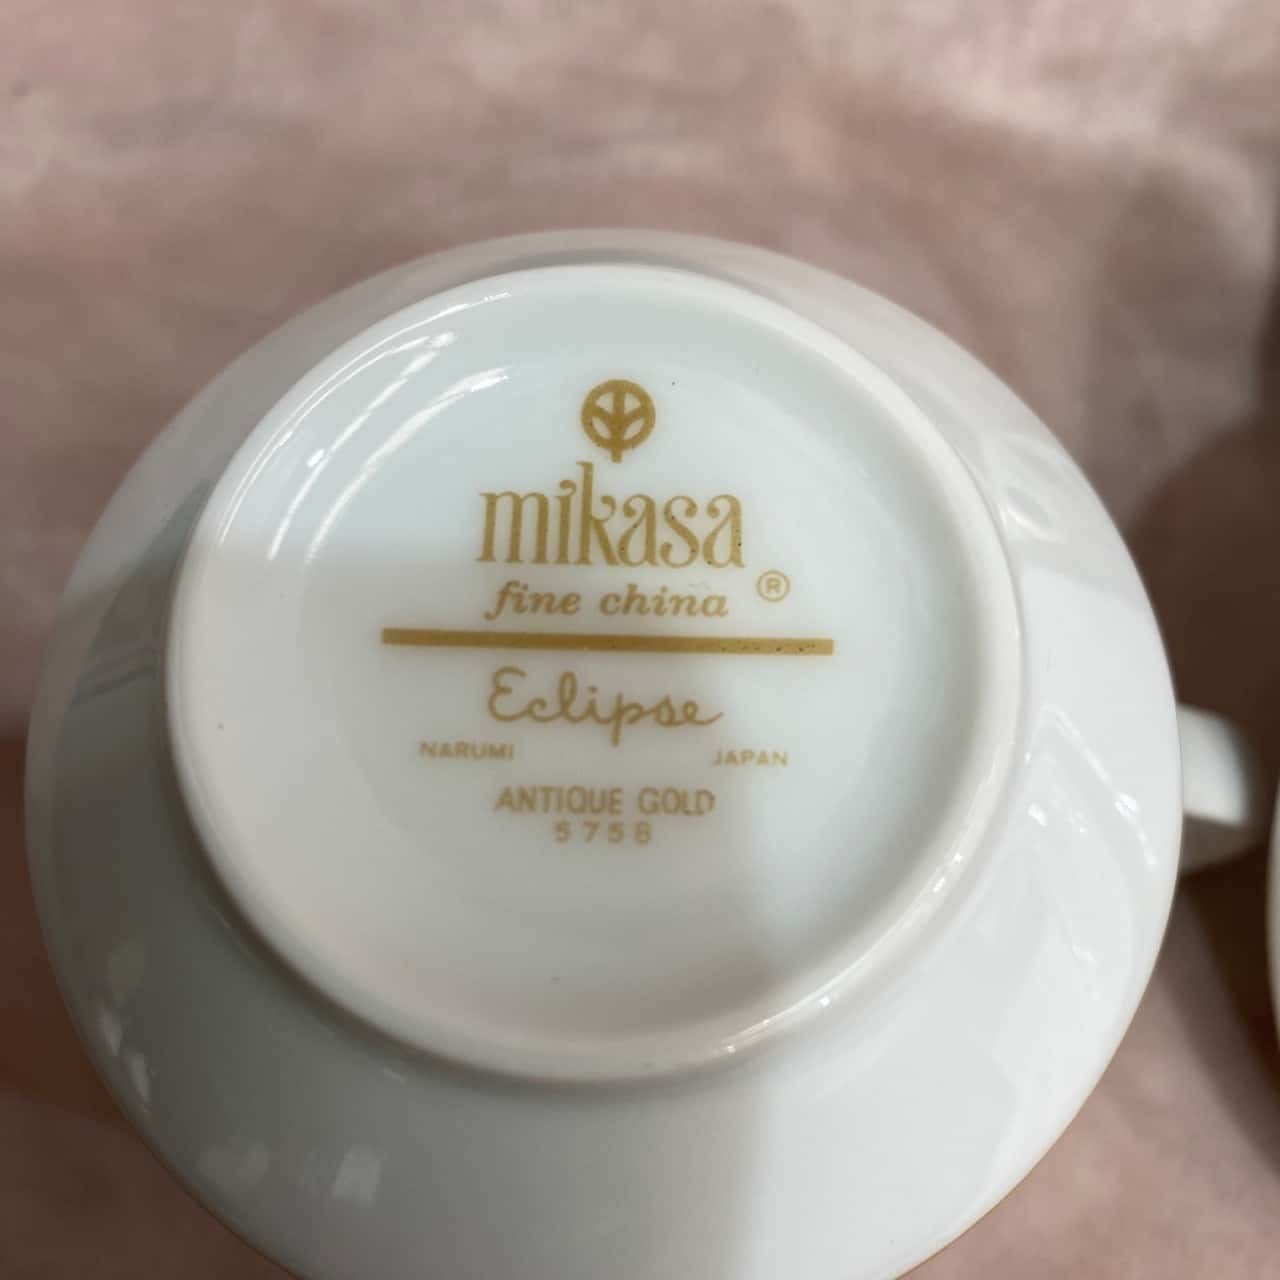 mikasa
fine china ®
Eclipse
NARUMI JAPAN
ANTIQUE GOLD
5758